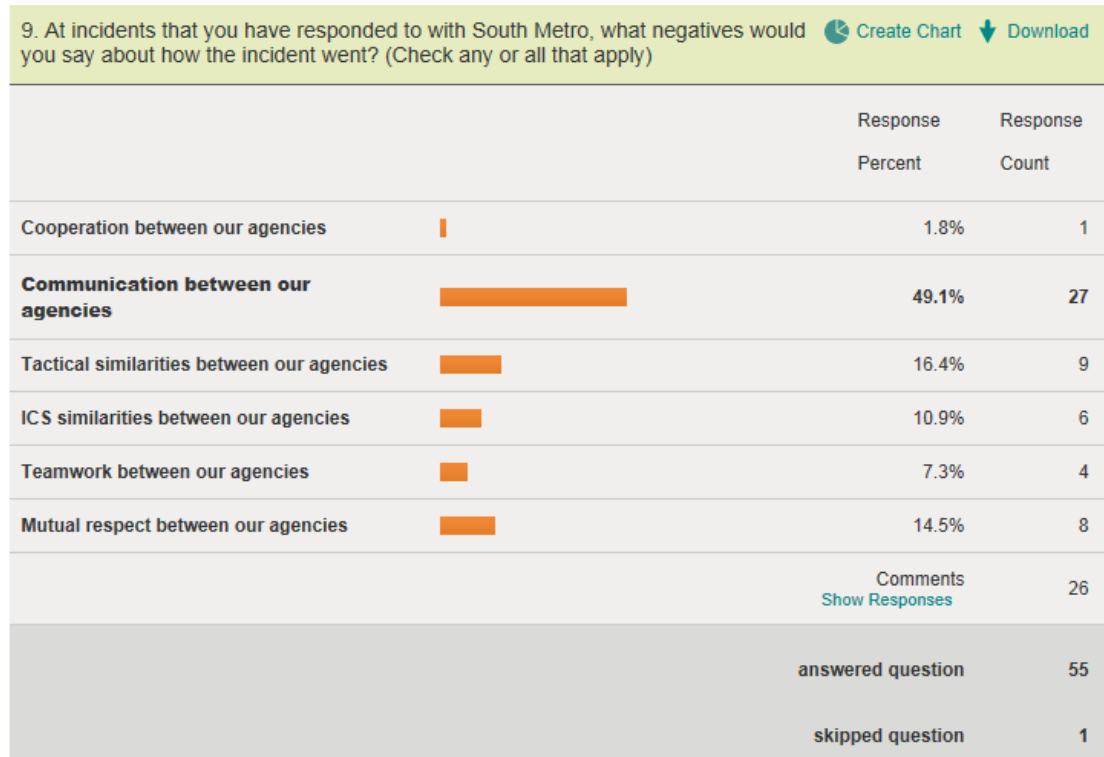 9. At incidents that you have responded to with South Metro, what negatives would
you say about how the incident went? (Check any or all that apply)
Create Chart Download
Response Response
Percent Count
Cooperation between our agencies 1.8% 1
Communication between our
agencies 49.1% 27
Tactical similarities between our agencies 16.4% 9
ICS similarities between our agencies 10.9% 6
Teamwork between our agencies 7.3% 4
Mutual respect between our agencies 14.5% 8
Comments 26
Show Responses
answered question 55
skipped question 1